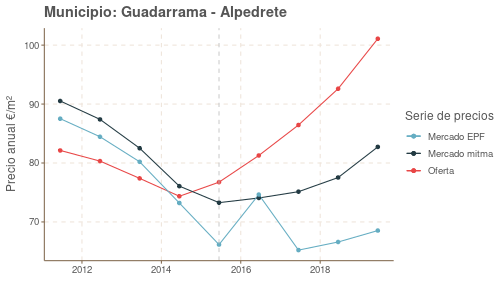 Municipio: Guadarrama - Alpedrete
Precio anual €/m²
100
90
80
70
2012
2014
2016
2018
Serie de precios
Mercado EPF
Mercado mitma
Oferta